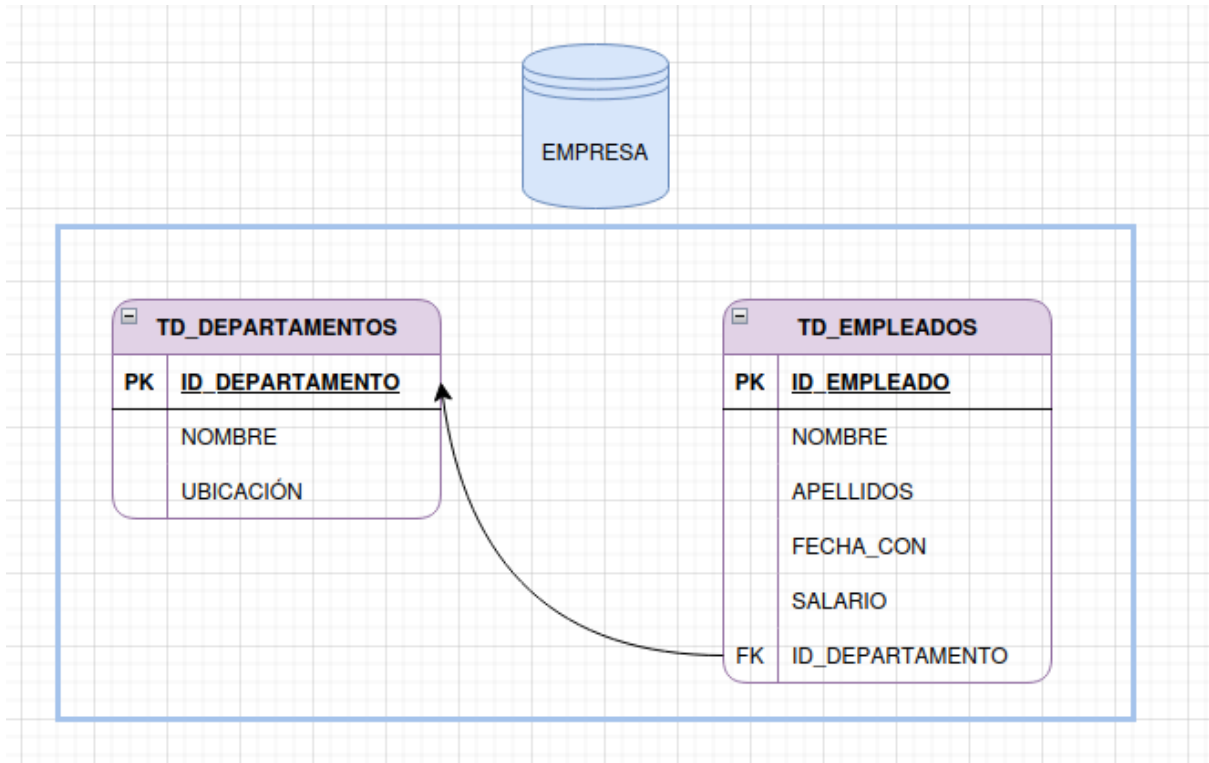 EMPRESA
TD_DEPARTAMENTOS
PK ID_DEPARTAMENTO
NOMBRE
UBICACIÓN
TD_EMPLEADOS
PK ID_EMPLEADO
NOMBRE
APELLIDOS
FECHA_CON
SALARIO
FK ID_DEPARTAMENTO